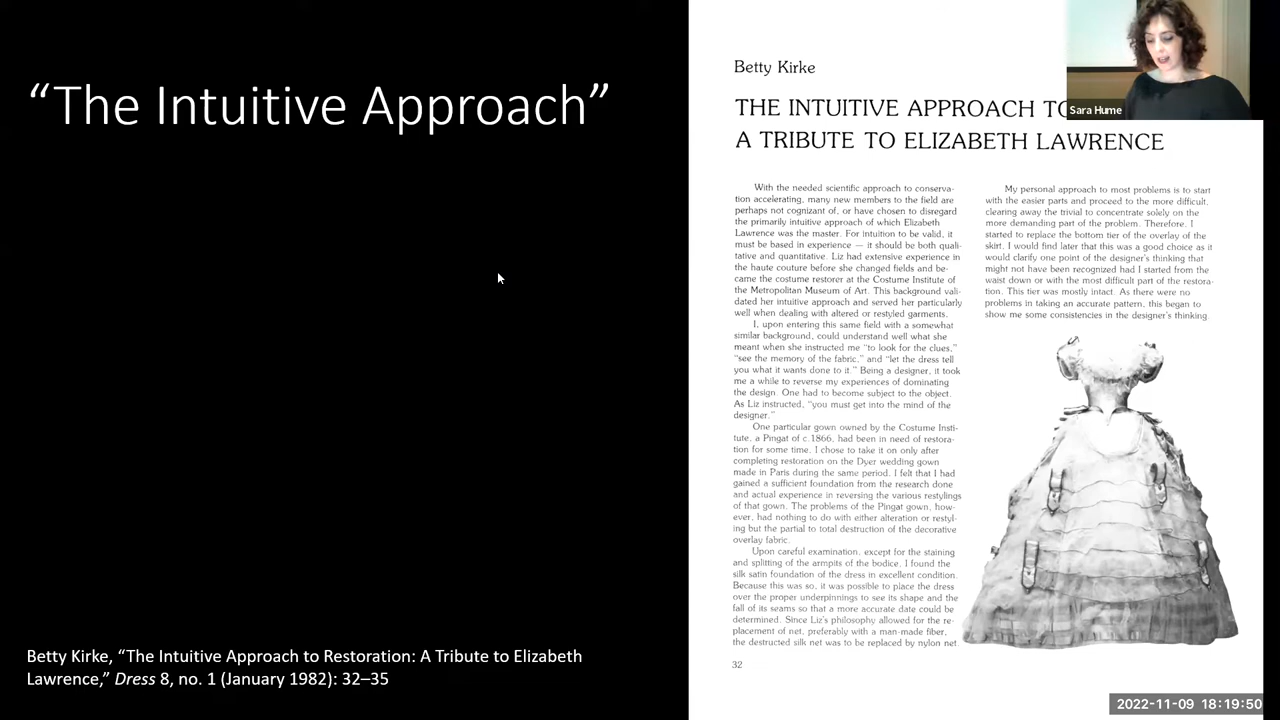 “The Intuitive Approach”
Betty Kirke, “The Intuitive Approach to Restoration: A Tribute to Elizabeth
Lawrence,” Dress 8, no. 1 (January 1982): 32–35
Betty Kirke
THE INTUITIVE APPROACH TO
A TRIBUTE TO ELIZABETH LAWRENCE
With the needed scientific approach to conserva-
tion accelerating, many new members to the field are
perhaps not cognizant of, or have chosen to disregard
the primarily intuitive approach of which Elizabeth
Lawrence was the master. For intuition to be valid, it
must be based in experience — it should be both quali-
tative and quantitative. Liz had extensive experience in
the haute couture before she changed fields and be-
came the costume restorer at the Costume Institute of
the Metropolitan Museum of Art. This background vali-
dated her intuitive approach and served her particularly
well when dealing with altered or restyled garments.
I, upon entering this same field with a somewhat
similar background, could understand well what she
meant when she instructed me “to look for the clues,”
“see the memory of the fabric,” and “let the dress tell
you what it wants done to it.” Being a designer, it took
me a while to reverse my experiences of dominating
the design. One had to become subject to the object.
As Liz instructed, “you must get into the mind of the
designer.”
One particular gown owned by the Costume Insti-
tute, a Pingat of c.1866, had been in need of restora-
tion for some time. I chose to take it on only after
completing restoration on the Dyer wedding gown
made in Paris during the same period. I felt that I had
gained a sufficient foundation from the research done
and actual experience in reversing the various restylings
of that gown. The problems of the Pingat gown, how-
ever, had nothing to do with either alteration or restyl-
ing but the partial to total destruction of the decorative
overlay fabric.
Upon careful examination, except for the staining
and splitting of the armpits of the bodice, I found the
silk satin foundation of the dress in excellent condition.
Because this was so, it was possible to place the dress
over the proper underpinnings to see its shape and the
fall of its seams so that a more accurate date could be
determined. Since Liz's philosophy allowed for the re-
placement of net, preferably with a man-made fiber,
the destructed silk net was to be replaced by nylon net.
32
My personal approach to most problems is to start
with the easier parts and proceed to the more difficult,
clearing away the trivial to concentrate solely on the
more demanding part of the problem. Therefore, I
started to replace the bottom tier of the overlay of the
skirt. I would find later that this was a good choice as it
would clarify one point of the designer's thinking that
might not have been recognized had I started from the
waist down or with the most difficult part of the restora-
tion. This tier was mostly intact. As there were no
problems in taking an accurate pattern, this began to
show me some consistencies in the designer's thinking.
Sara Hume
2022-11-09 18:19:50